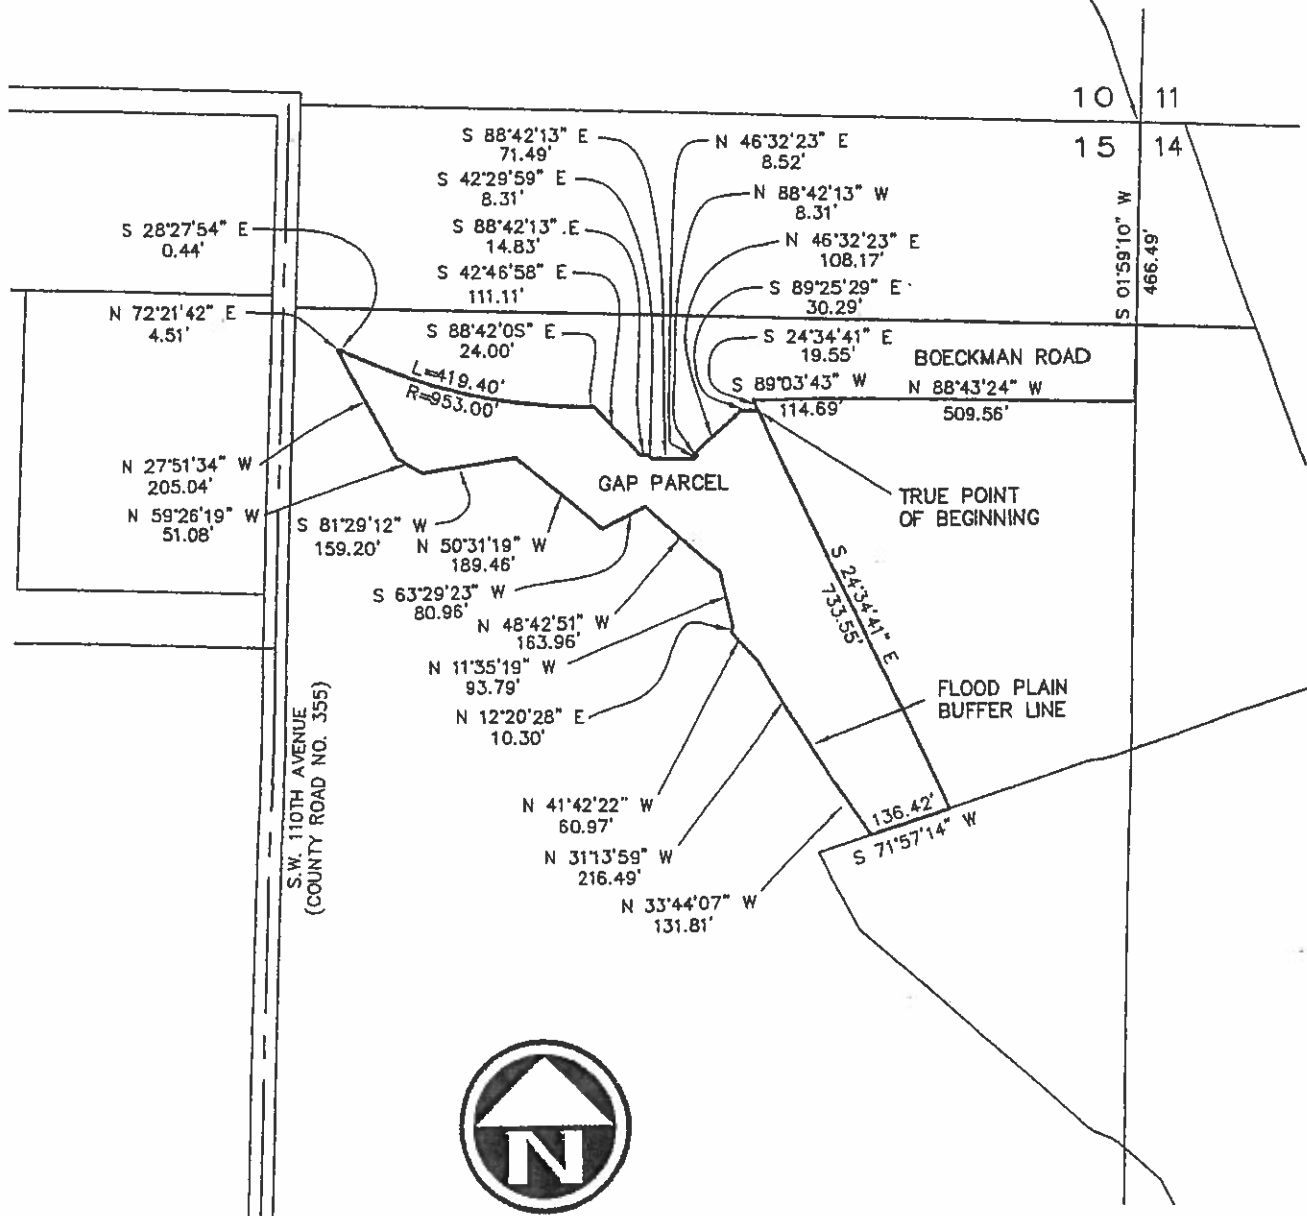 10 11
15 14
S 88°42'13" E
71.49'
S 42°29'59" E
8.31'
S 88°42'13" E
14.83'
S 42°46'58" E
111.11'
S 88°42'05" E
24.00'
N 46°32'23" E
8.52'
N 88°42'13" W
8.31'
N 46°32'23" E
108.17'
S 89°25'29" E
30.29'
S 24°34'41" E
19.55'
S 89°03'43" W
114.69'
S 01°59'10" W
466.49'
BOECKMAN ROAD
N 88°43'24" W
509.56'
S 28°27'54" E
0.44'
N 72°21'42" E
4.51'
L=419.40'
R=953.00'
N 27°51'34" W
205.04'
N 59°26'19" W
51.08'
S 81°29'12" W
159.20'
N 50°31'19" W
189.46'
S 63°29'23" W
80.96'
N 48°42'51" W
163.96'
N 11°35'19" W
93.79'
N 12°20'28" E
10.30'
N 41°42'22" W
60.97'
N 31°13'59" W
216.49'
N 33°44'07" W
131.81'
GAP PARCEL
TRUE POINT
OF BEGINNING
S 24°34'41" E
733.55'
FLOOD PLAIN
BUFFER LINE
136.42'
S 71°57'14" W
S.W. 110TH AVENUE
(COUNTY ROAD NO. 355)
N